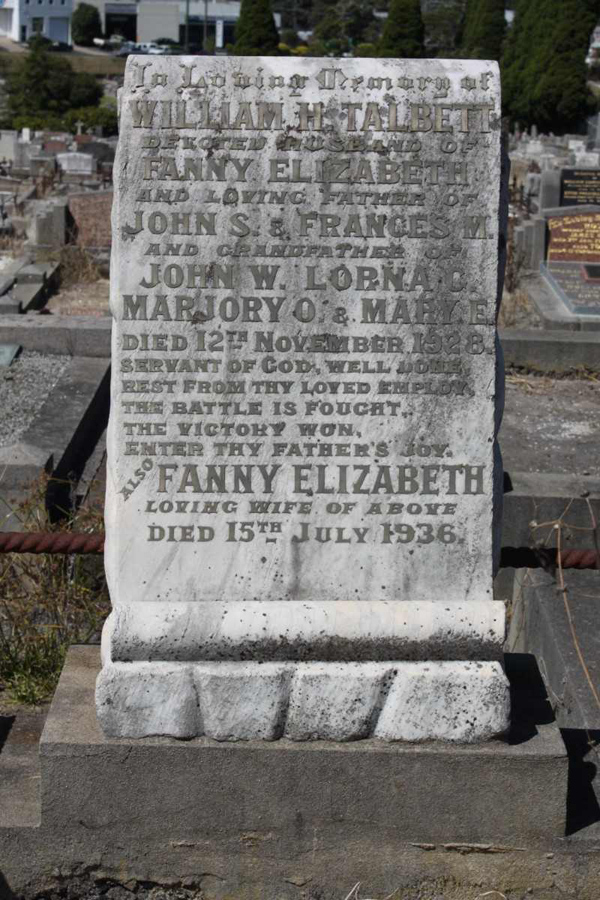 In Loving Memory of
WILLIAM H. TALBETT
DEVOTED HUSBAND OF
FANNY ELIZABETH
AND LOVING FATHER OF
JOHN S. & FRANCES M.
AND GRANDFATHER OF
JOHN W. LORNA C.
MARJORY O. & MARY E.
DIED 12TH NOVEMBER 1928.
SERVANT OF GOD, WELL DONE,
REST FROM THY LOVED EMPLOY.
THE BATTLE IS FOUGHT,
THE VICTORY WON,
ENTER THY FATHER'S JOY.
ALSO FANNY ELIZABETH
LOVING WIFE OF ABOVE
DIED 15TH JULY 1936.